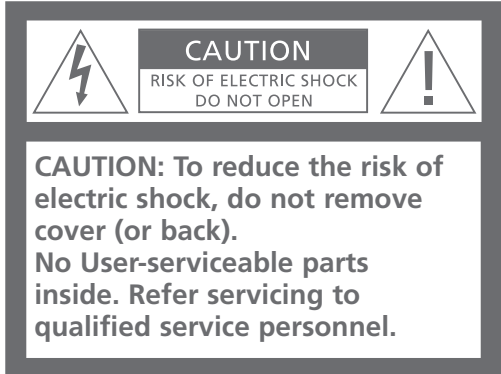 CAUTION
RISK OF ELECTRIC SHOCK
DO NOT OPEN
CAUTION: To reduce the risk of
electric shock, do not remove
cover (or back).
No User-serviceable parts
inside. Refer servicing to
qualified service personnel.